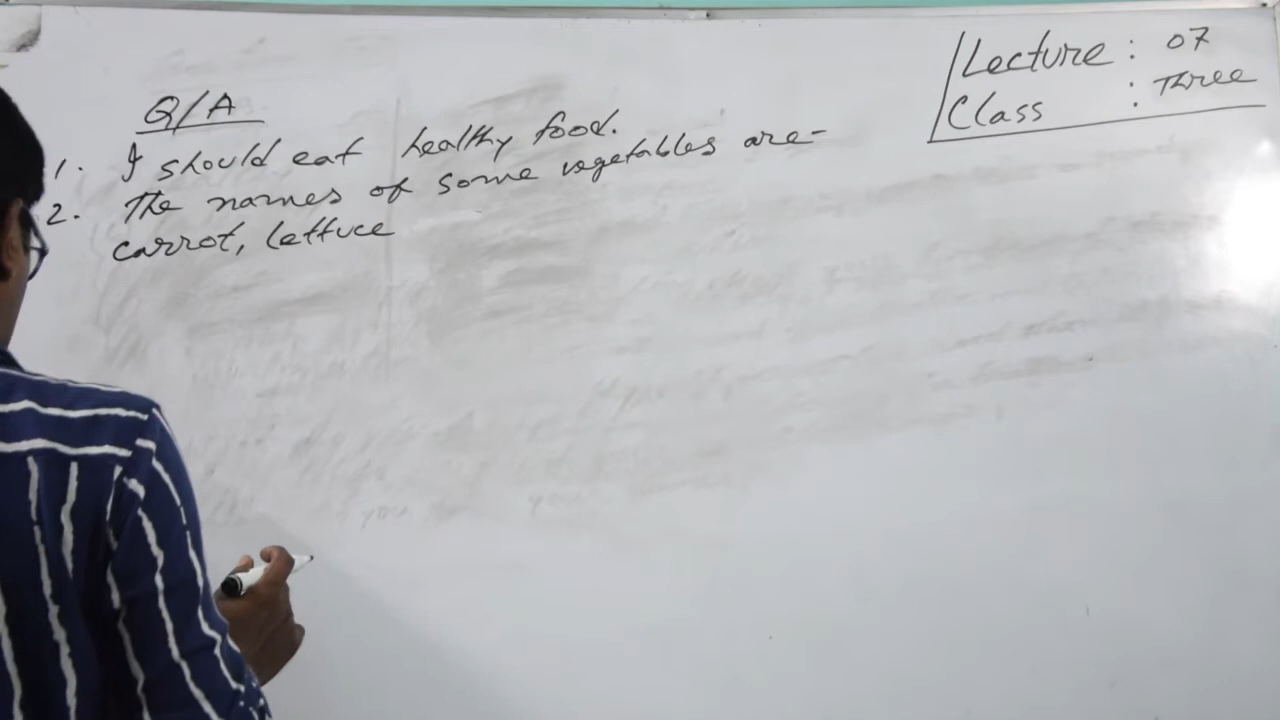 Lecture : 07
Class : Three
Q/A
1. I should eat healthy food.
2. The names of some vegetables are-
carrot, lettuce